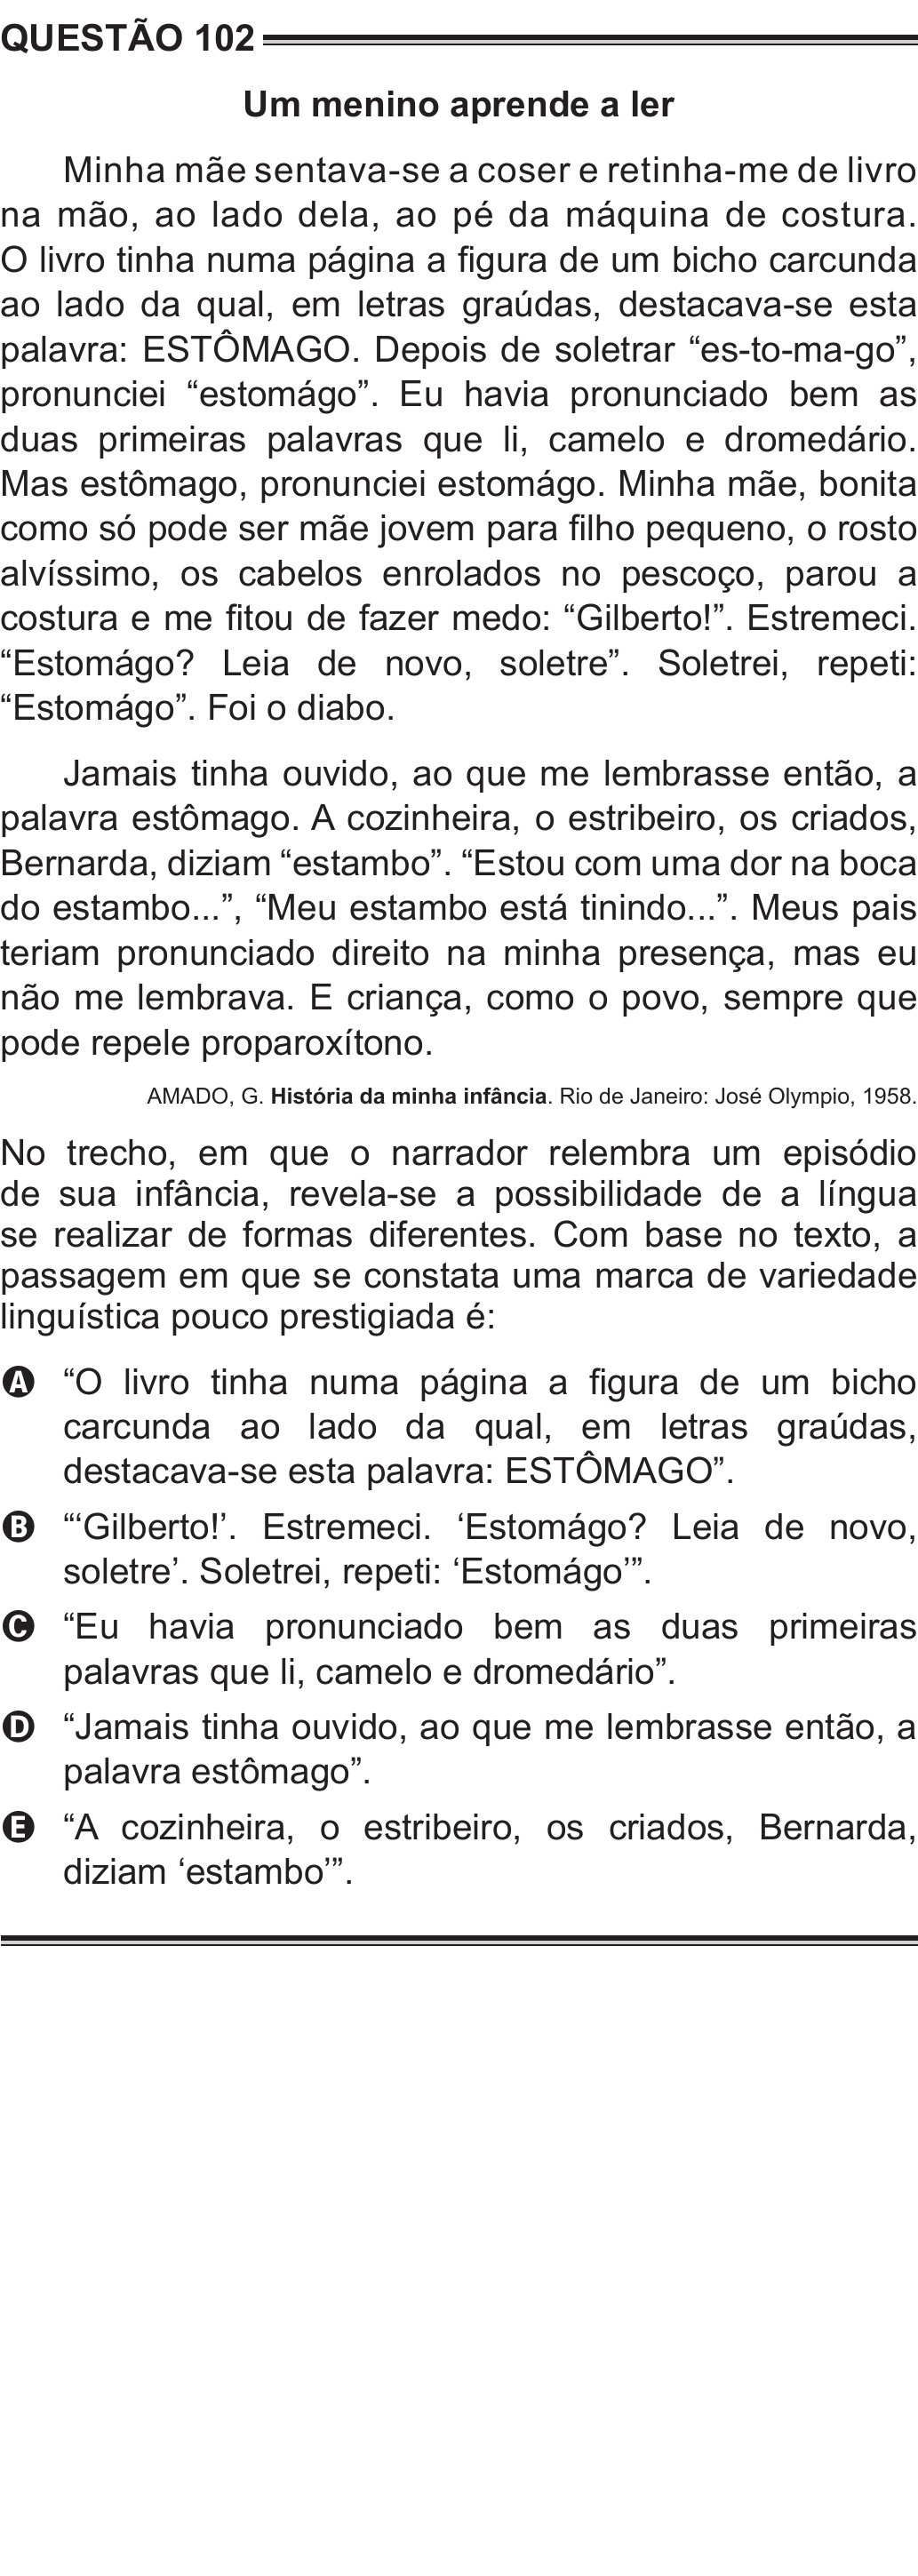 QUESTÃO 102
Um menino aprende a ler
Minha mãe sentava-se a coser e retinha-me de livro
na mão, ao lado dela, ao pé da máquina de costura.
O livro tinha numa página a figura de um bicho carcunda
ao lado da qual, em letras graúdas, destacava-se esta
palavra: ESTÔMAGO. Depois de soletrar “es-to-ma-go”,
pronunciei “estomágo”. Eu havia pronunciado bem as
duas primeiras palavras que li, camelo e dromedário.
Mas estômago, pronunciei estomágo. Minha mãe, bonita
como só pode ser mãe jovem para filho pequeno, o rosto
alvíssimo, os cabelos enrolados no pescoço, parou a
costura e me fitou de fazer medo: “Gilberto!”. Estremeci.
“Estomágo? Leia de novo, soletre”. Soletrei, repeti:
“Estomágo”. Foi o diabo.
Jamais tinha ouvido, ao que me lembrasse então, a
palavra estômago. A cozinheira, o estribeiro, os criados,
Bernarda, diziam “estambo”. “Estou com uma dor na boca
do estambo...”, “Meu estambo está tinindo...”. Meus pais
teriam pronunciado direito na minha presença, mas eu
não me lembrava. E criança, como o povo, sempre que
pode repele proparoxítono.
AMADO, G. História da minha infância. Rio de Janeiro: José Olympio, 1958.
No trecho, em que o narrador relembra um episódio
de sua infância, revela-se a possibilidade de a língua
se realizar de formas diferentes. Com base no texto, a
passagem em que se constata uma marca de variedade
linguística pouco prestigiada é:
A “O livro tinha numa página a figura de um bicho
carcunda ao lado da qual, em letras graúdas,
destacava-se esta palavra: ESTÔMAGO”.
B “‘Gilberto!’. Estremeci. ‘Estomágo? Leia de novo,
soletre’. Soletrei, repeti: ‘Estomágo’”.
C “Eu havia pronunciado bem as duas primeiras
palavras que li, camelo e dromedário”.
D “Jamais tinha ouvido, ao que me lembrasse então, a
palavra estômago”.
E “A cozinheira, o estribeiro, os criados, Bernarda,
diziam ‘estambo’”.